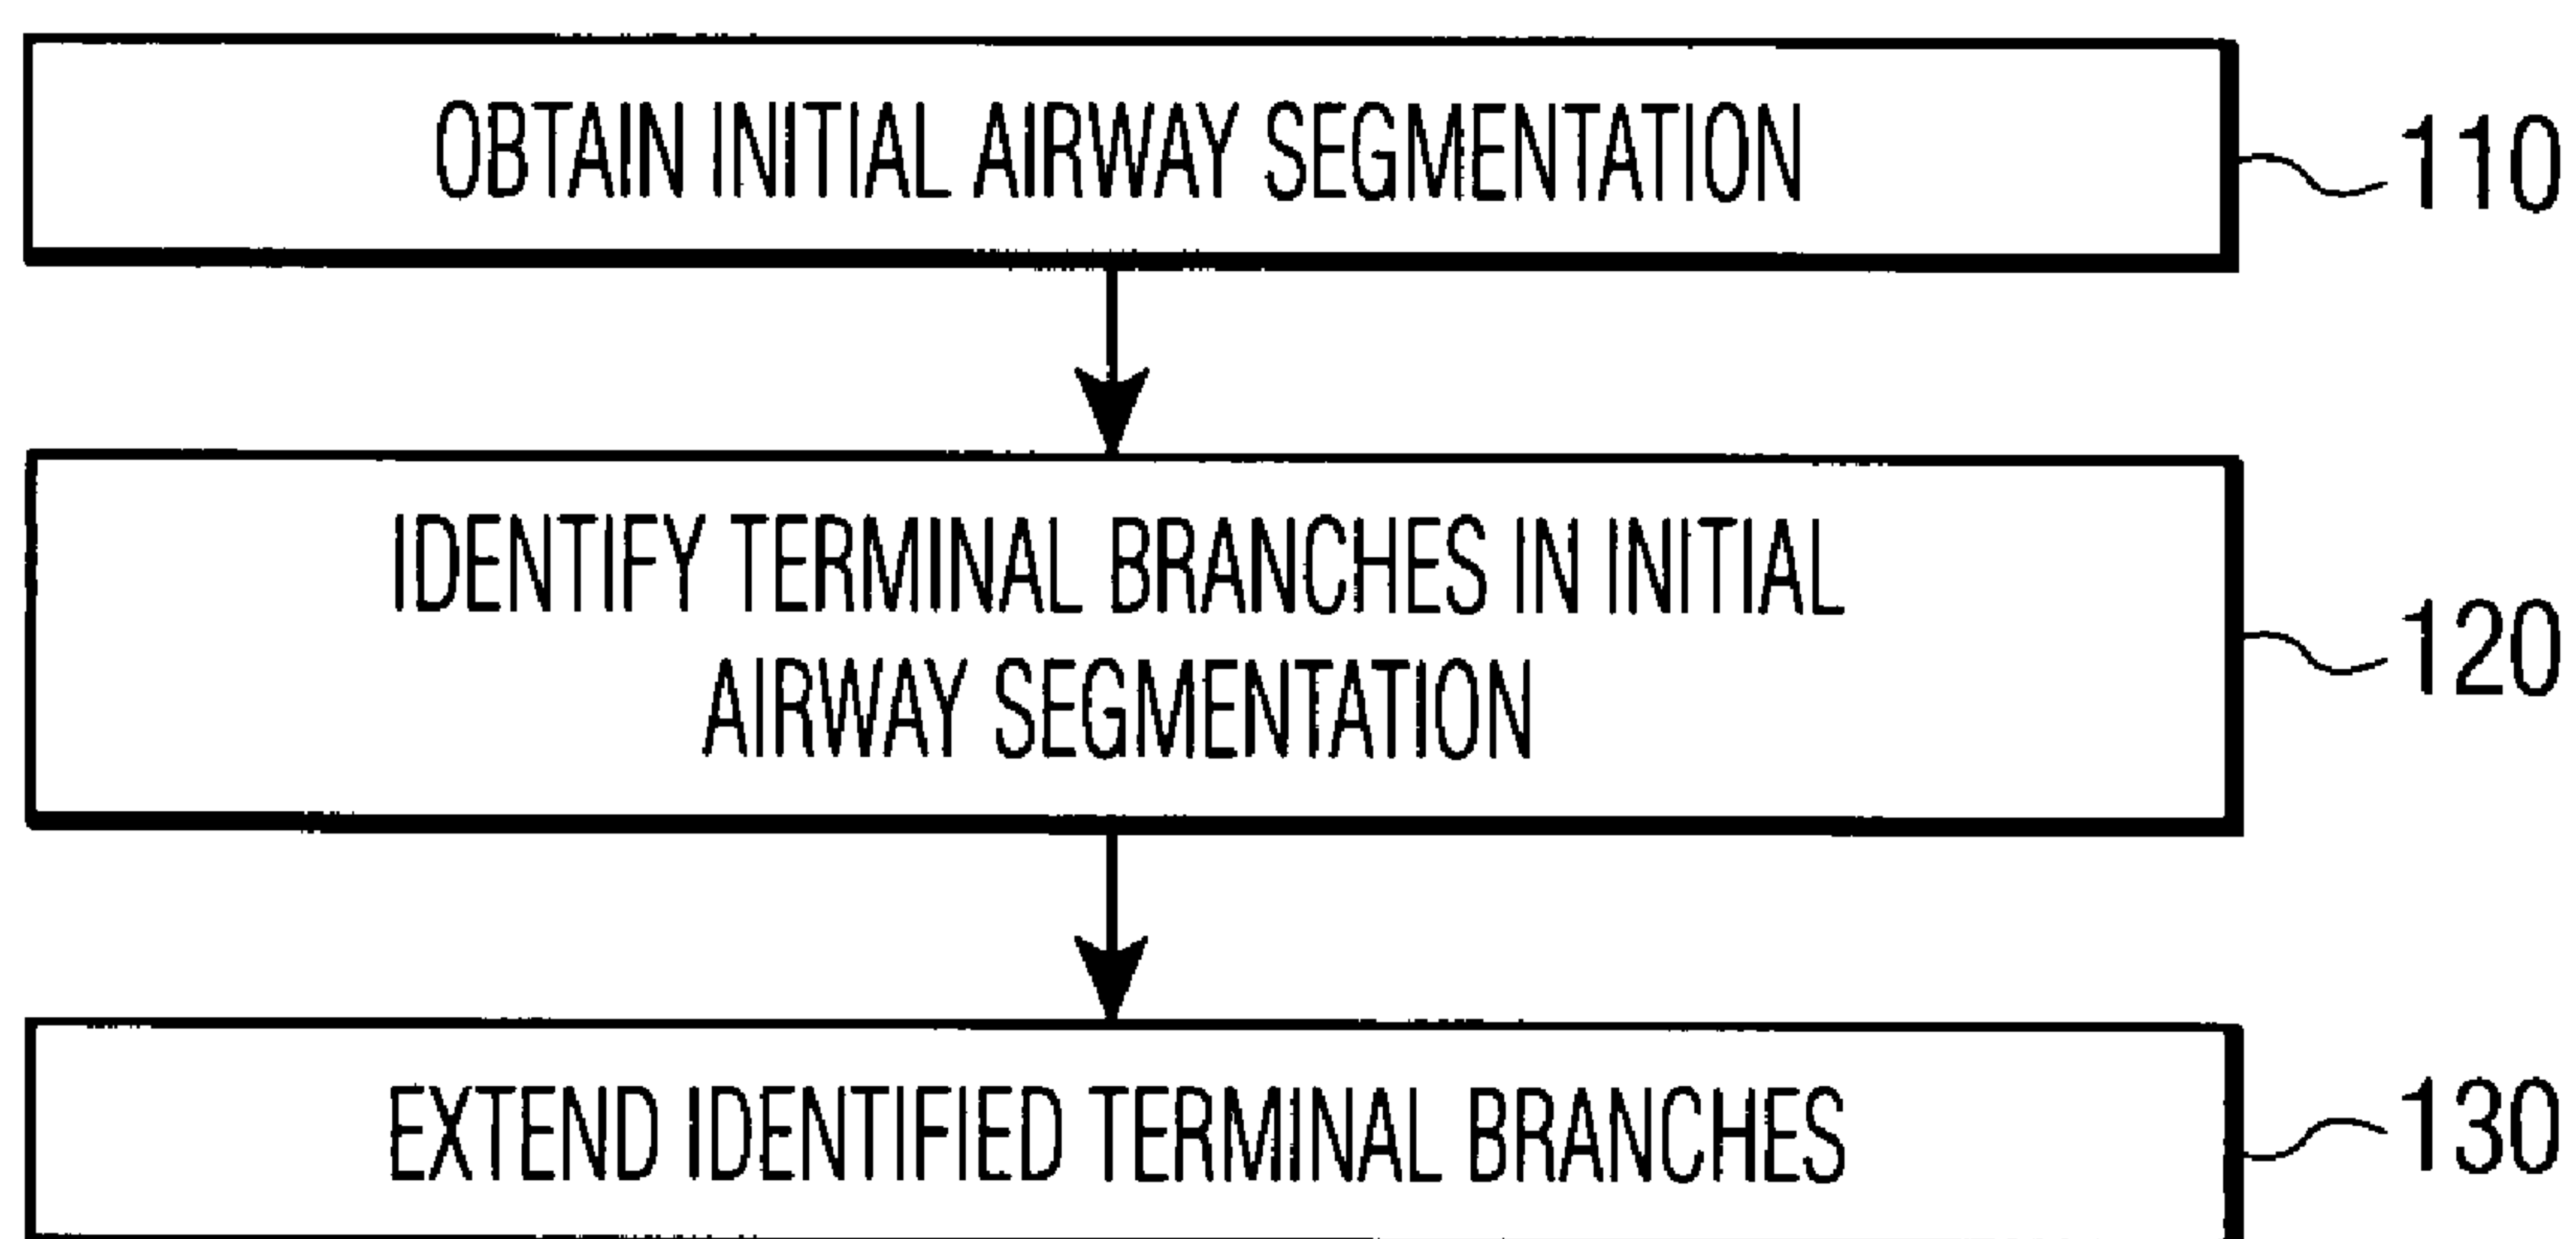 OBTAIN INITIAL AIRWAY SEGMENTATION
110
IDENTIFY TERMINAL BRANCHES IN INITIAL
AIRWAY SEGMENTATION
120
EXTEND IDENTIFIED TERMINAL BRANCHES
130